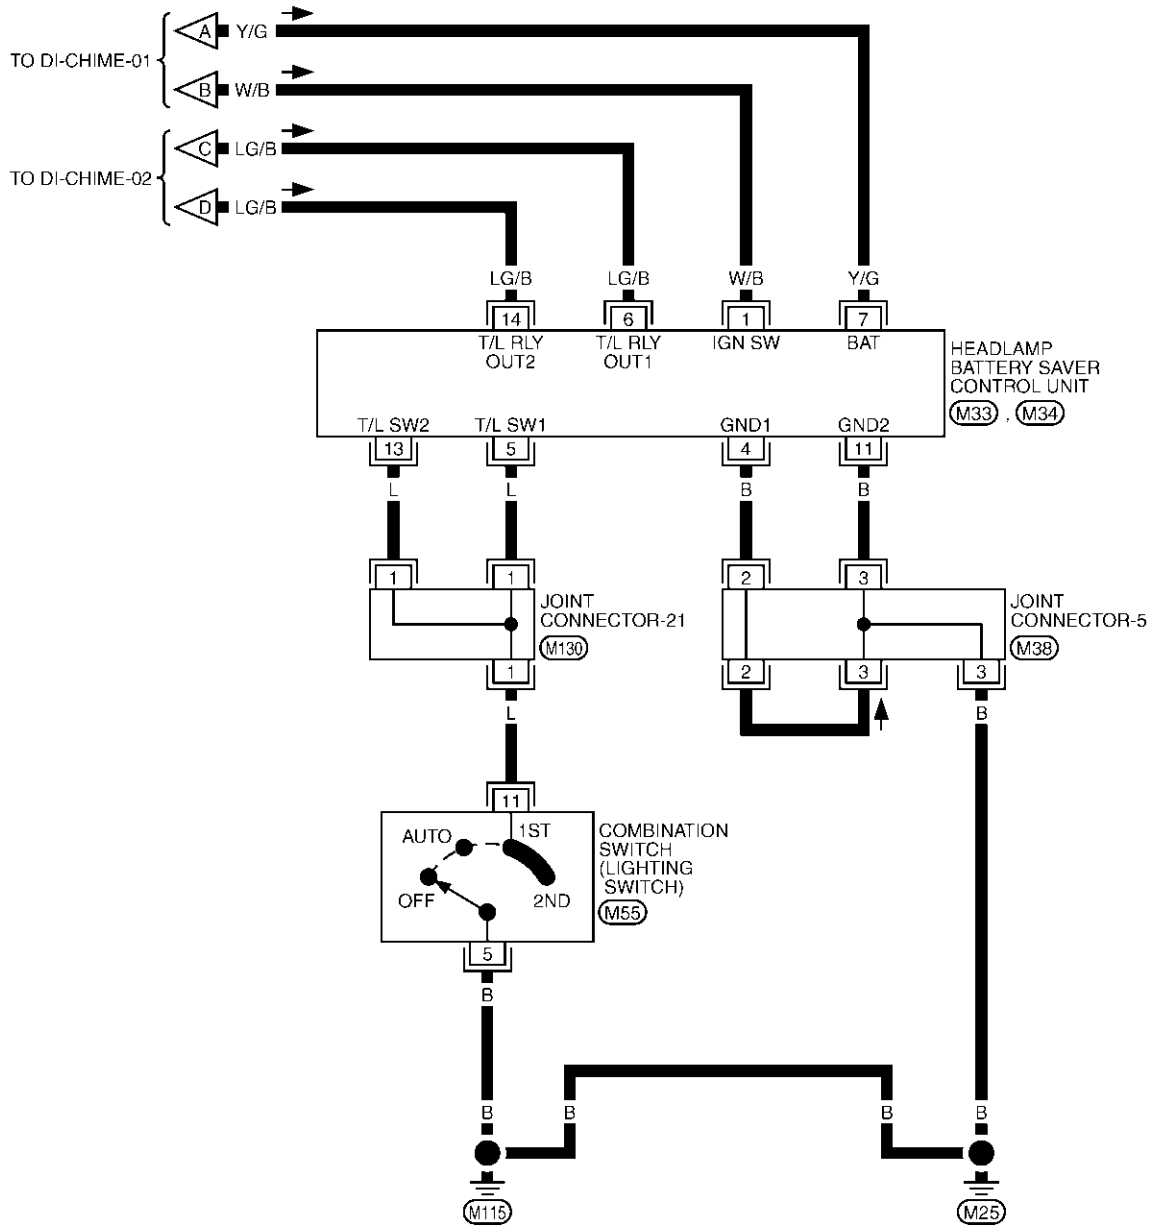 A Y/G
TO DI-CHIME-01
B W/B
C LG/B
TO DI-CHIME-02
D LG/B
LG/B LG/B W/B Y/G
14 6 1 7
T/L RLY OUT2
T/L RLY OUT1
IGN SW
BAT
HEADLAMP
BATTERY SAVER
CONTROL UNIT
M33 , M34
T/L SW2 T/L SW1 GND1 GND2
13 5 4 11
L L B B
1 1 2 3
JOINT
CONNECTOR-21
M130
JOINT
CONNECTOR-5
M38
1 2 3 3
L B
11
1ST
AUTO
OFF
2ND
COMBINATION
SWITCH
(LIGHTING
SWITCH)
M55
5
B
B B B B
M115 M25